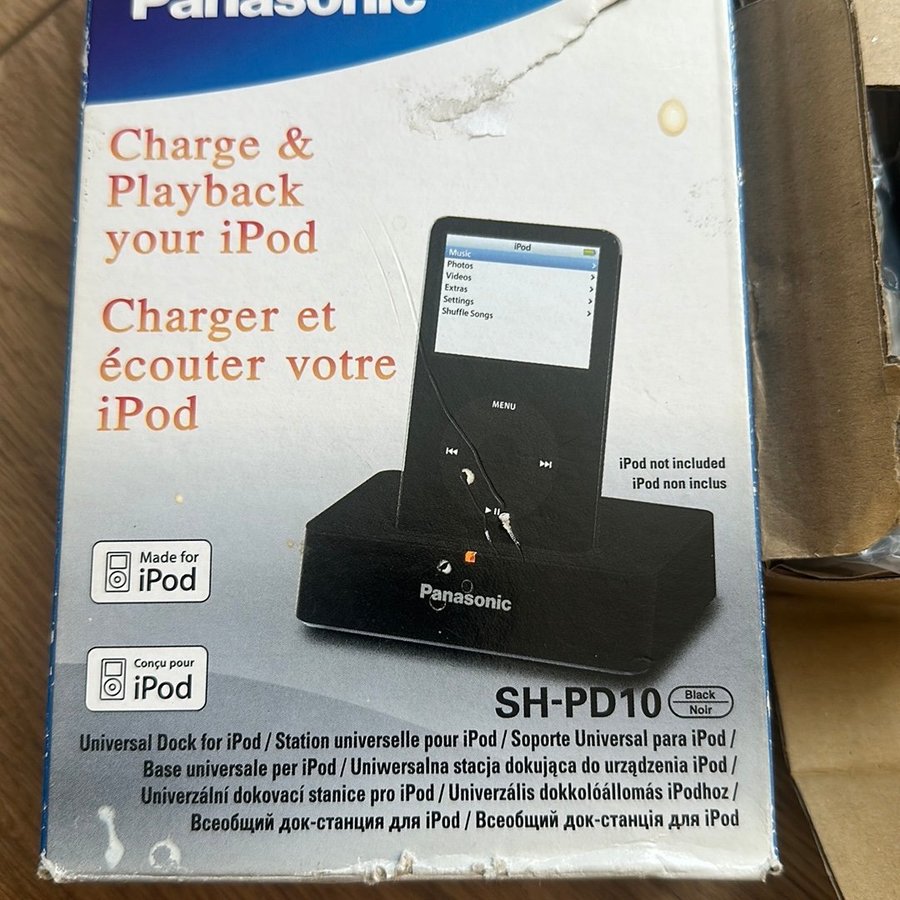 Panasonic
Charge &
Playback
your iPod
Charger et
écouter votre
iPod
iPod
Music
Photos
Videos
Extras
Settings
Shuffle Songs
MENU
iPod not included
iPod non inclus
Made for
iPod
Panasonic
Conçu pour
iPod
SH-PD10
Black
Noir
Universal Dock for iPod / Station universelle pour iPod / Soporte Universal para iPod /
Base universale per iPod / Uniwersalna stacja dokująca do urządzenia iPod /
Univerzální dokovací stanice pro iPod / Univerzális dokkolóállomás iPodhoz /
Всеобщий док-станция для iPod / Всеобщий док-станція для iPod